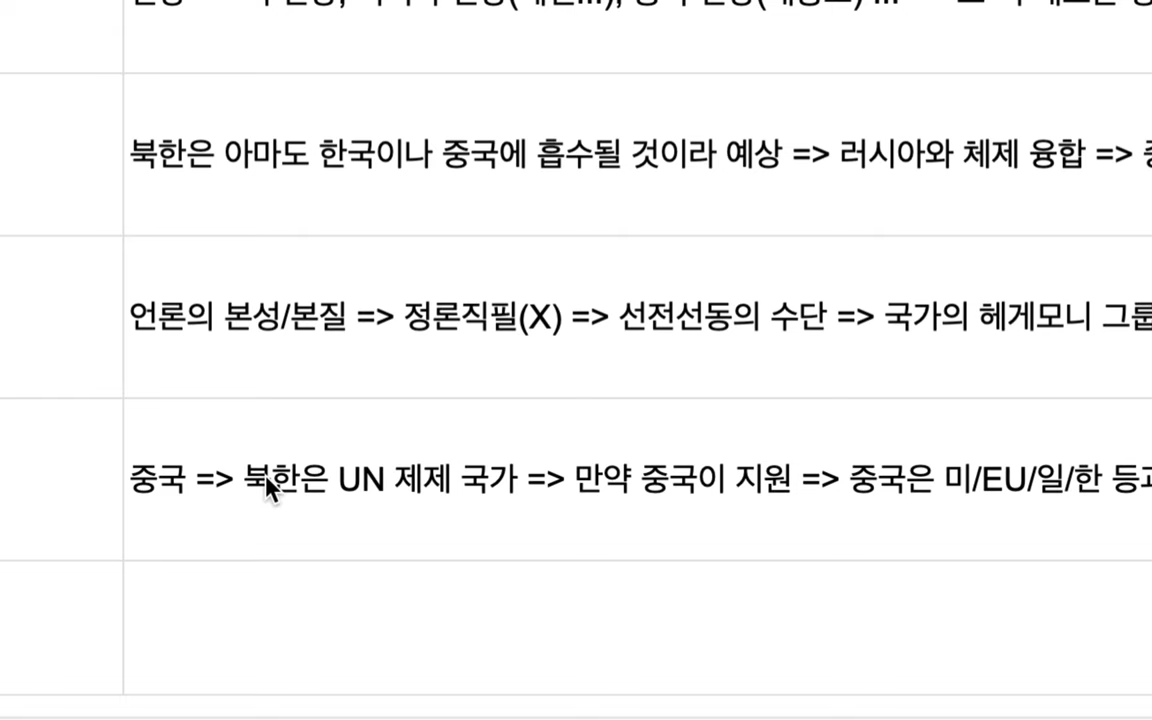 북한은 아마도 한국이나 중국에 흡수될 것이라 예상 => 러시아와 체제 융합 =>
언론의 본성/본질 => 정론직필(X) => 선전선동의 수단 => 국가의 헤게모니 그룹
중국 => 북한은 UN 제제 국가 => 만약 중국이 지원 => 중국은 미/EU/일/한 등과